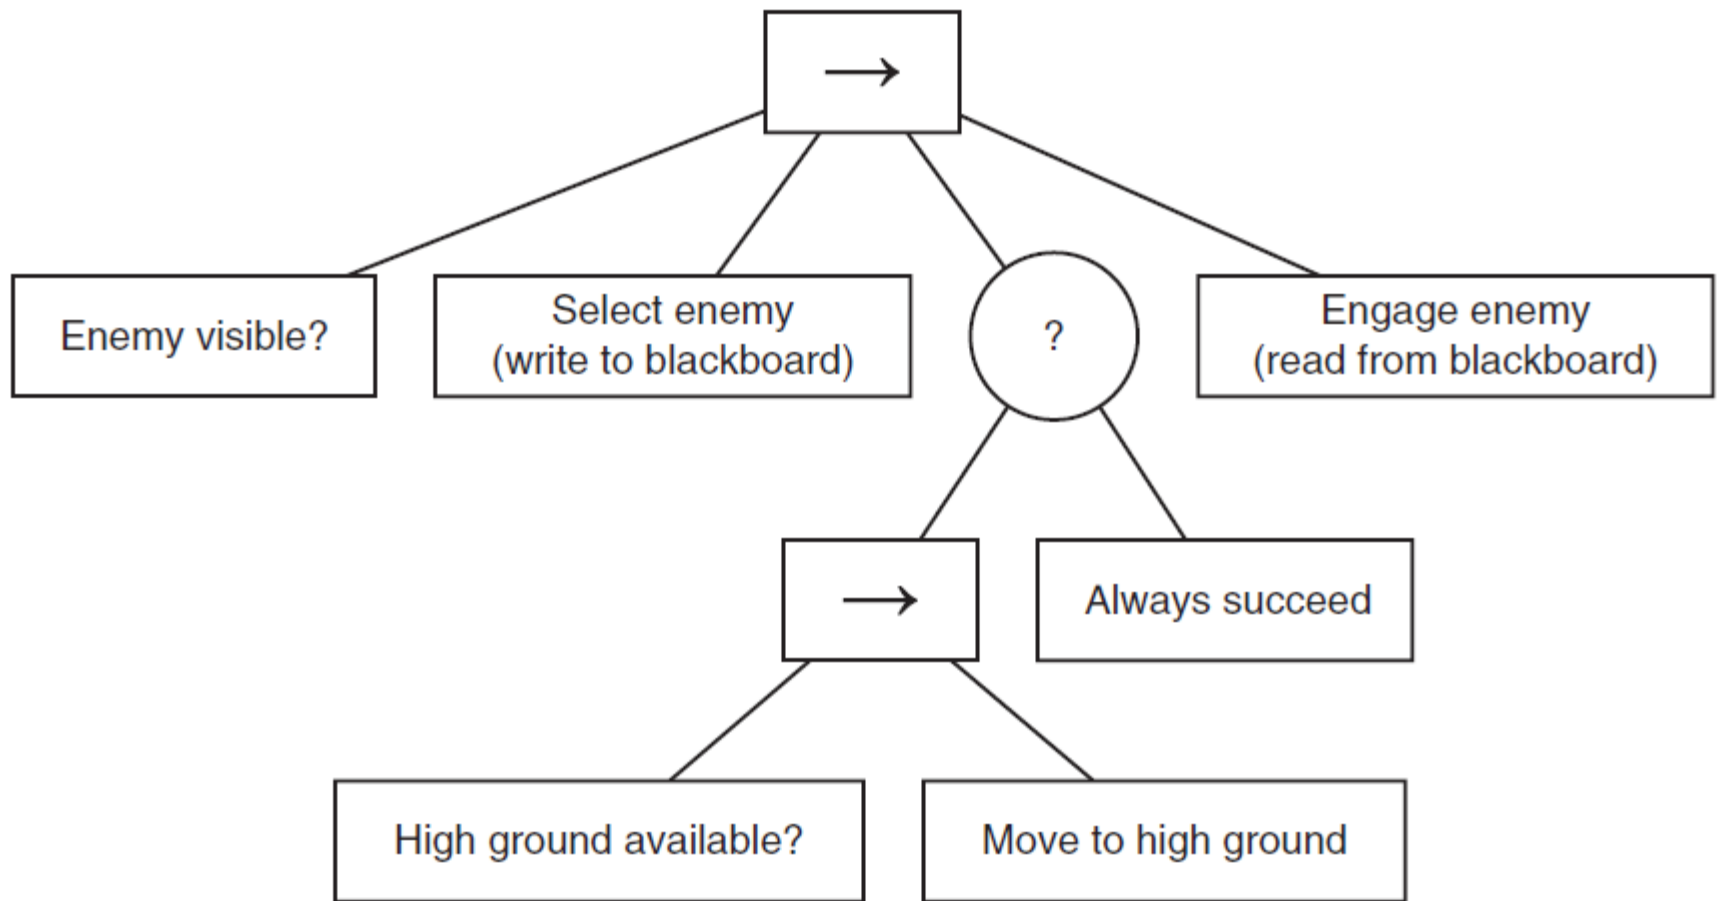 →
Enemy visible?
Select enemy
(write to blackboard)
?
Engage enemy
(read from blackboard)
→
Always succeed
High ground available?
Move to high ground